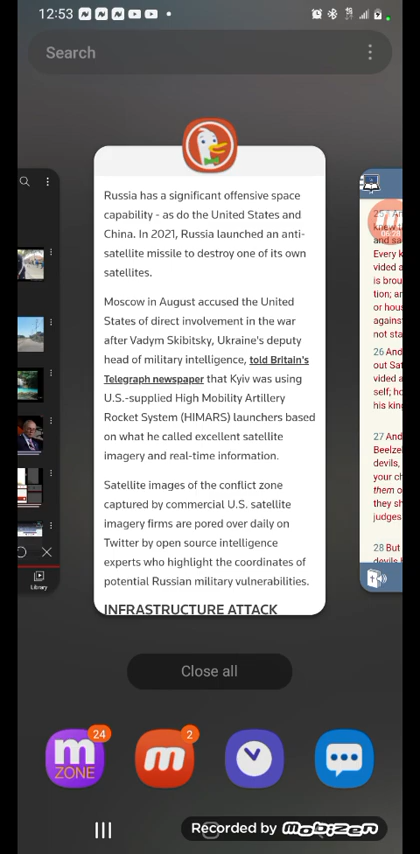 12:53
Search
Russia has a significant offensive space
capability - as do the United States and
China. In 2021, Russia launched an anti-
satellite missile to destroy one of its own
satellites.
Moscow in August accused the United
States of direct involvement in the war
after Vadym Skibitsky, Ukraine's deputy
head of military intelligence, told Britain's
Telegraph newspaper that Kyiv was using
U.S.-supplied High Mobility Artillery
Rocket System (HIMARS) launchers based
on what he called excellent satellite
imagery and real-time information.
Satellite images of the conflict zone
captured by commercial U.S. satellite
imagery firms are pored over daily on
Twitter by open source intelligence
experts who highlight the coordinates of
potential Russian military vulnerabilities.
INFRASTRUCTURE ATTACK
Library
06:28
Every k
vided a
is brou
tion; ar
or hous
against
not sta
26 And
out Sat
vided a
self; ho
his kin
27 And
Beelze
devils,
your ch
them o
they sh
judges
28 But
Close all
24
m
ZONE
2
m
Recorded by mobizen